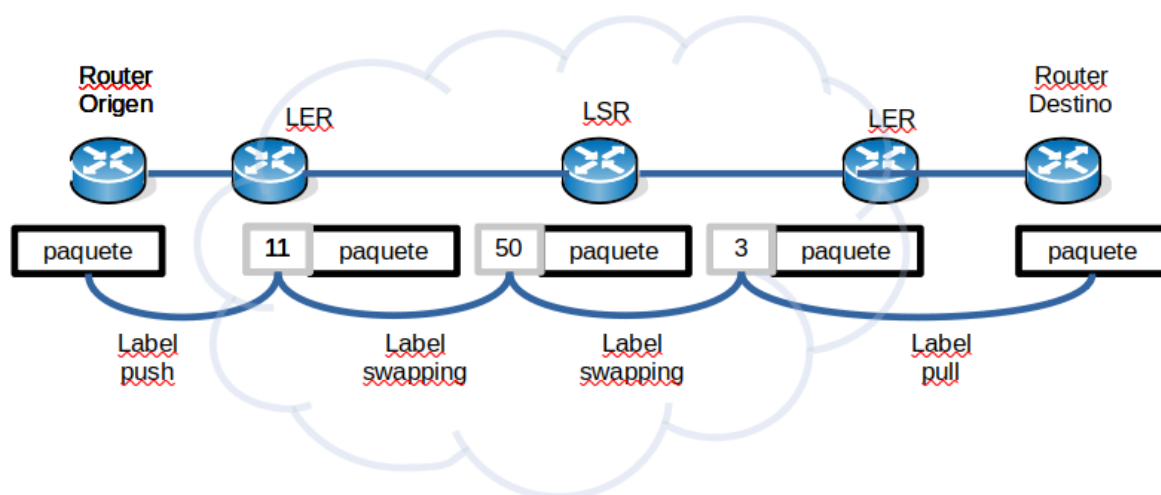 Router
Origen
LER
LSR
LER
Router
Destino
paquete
11
paquete
50
paquete
3
paquete
paquete
Label
push
Label
swapping
Label
swapping
Label
pull